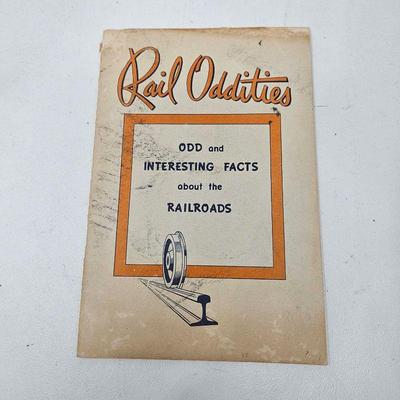 Rail Oddities
ODD and
INTERESTING FACTS
about the
RAILROADS